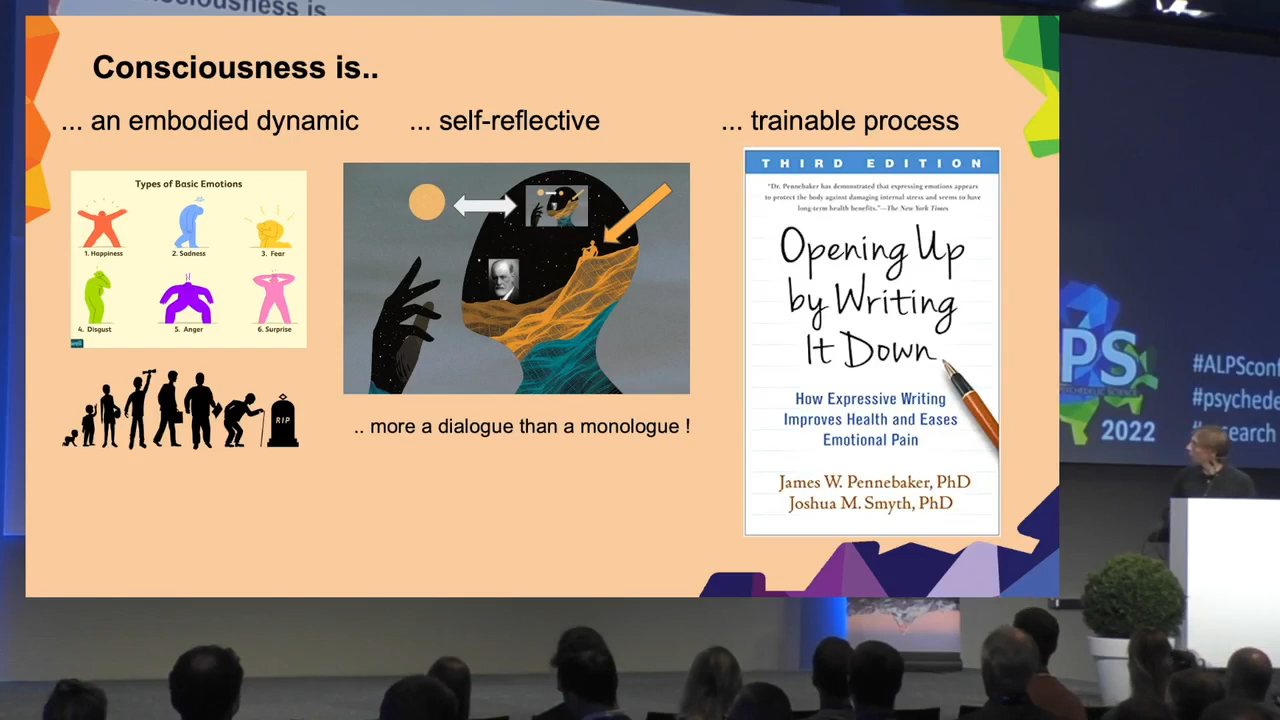 Consciousness is
Consciousness is..
... an embodied dynamic
... self-reflective
... trainable process
Types of Basic Emotions
1. Happiness
2. Sadness
3. Fear
4. Disgust
5. Anger
6. Surprise
RIP
.. more a dialogue than a monologue !
THIRD EDITION
"Dr. Pennebaker has demonstrated that expressing emotions appears
to protect the body against damaging internal stress and seems to have
long-term health benefits."—The New York Times
Opening Up
by Writing
It Down
How Expressive Writing
Improves Health and Eases
Emotional Pain
James W. Pennebaker, PhD
Joshua M. Smyth, PhD
PS
2022
#ALPSconf
#psychede
#research